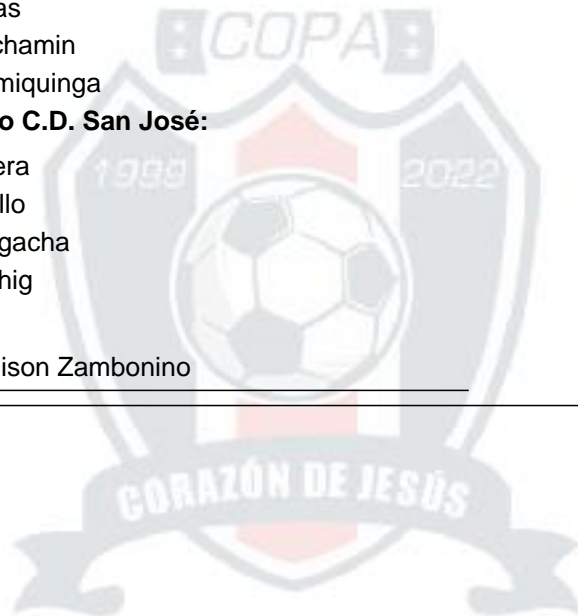 as
chamin
miquinga
o C.D. San José:
era
llo
gacha
hig
ison Zambonino
COPA
1999 2022
CORAZÓN DE JESÚS